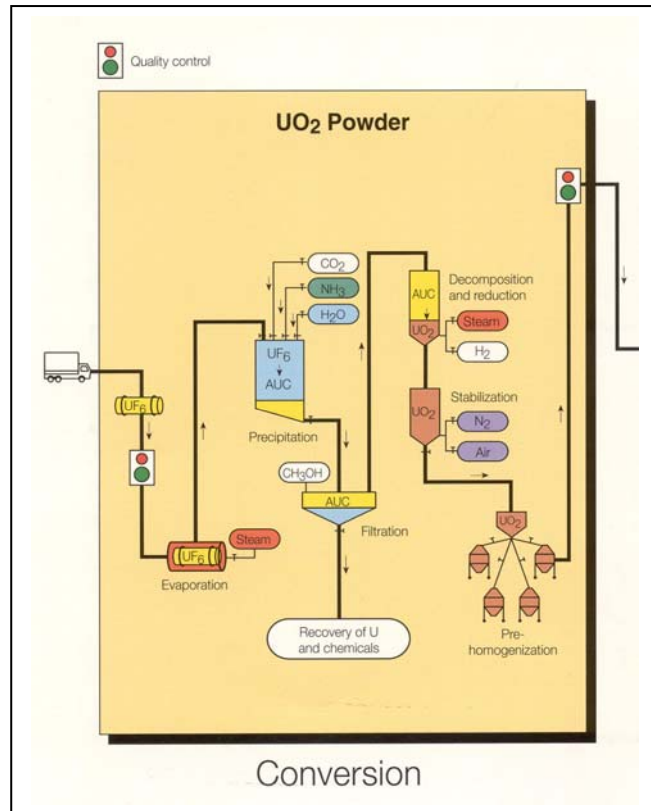 Quality control
UO₂ Powder
CO₂
NH₃
H₂O
UF₆
AUC
Precipitation
AUC
UO₂
Decomposition
and reduction
Steam
H₂
UO₂
Stabilization
N₂
Air
UF₆
CH₃OH
AUC
Filtration
UF₆
Steam
Evaporation
UO₂
Pre-
homogenization
Recovery of U
and chemicals
Conversion